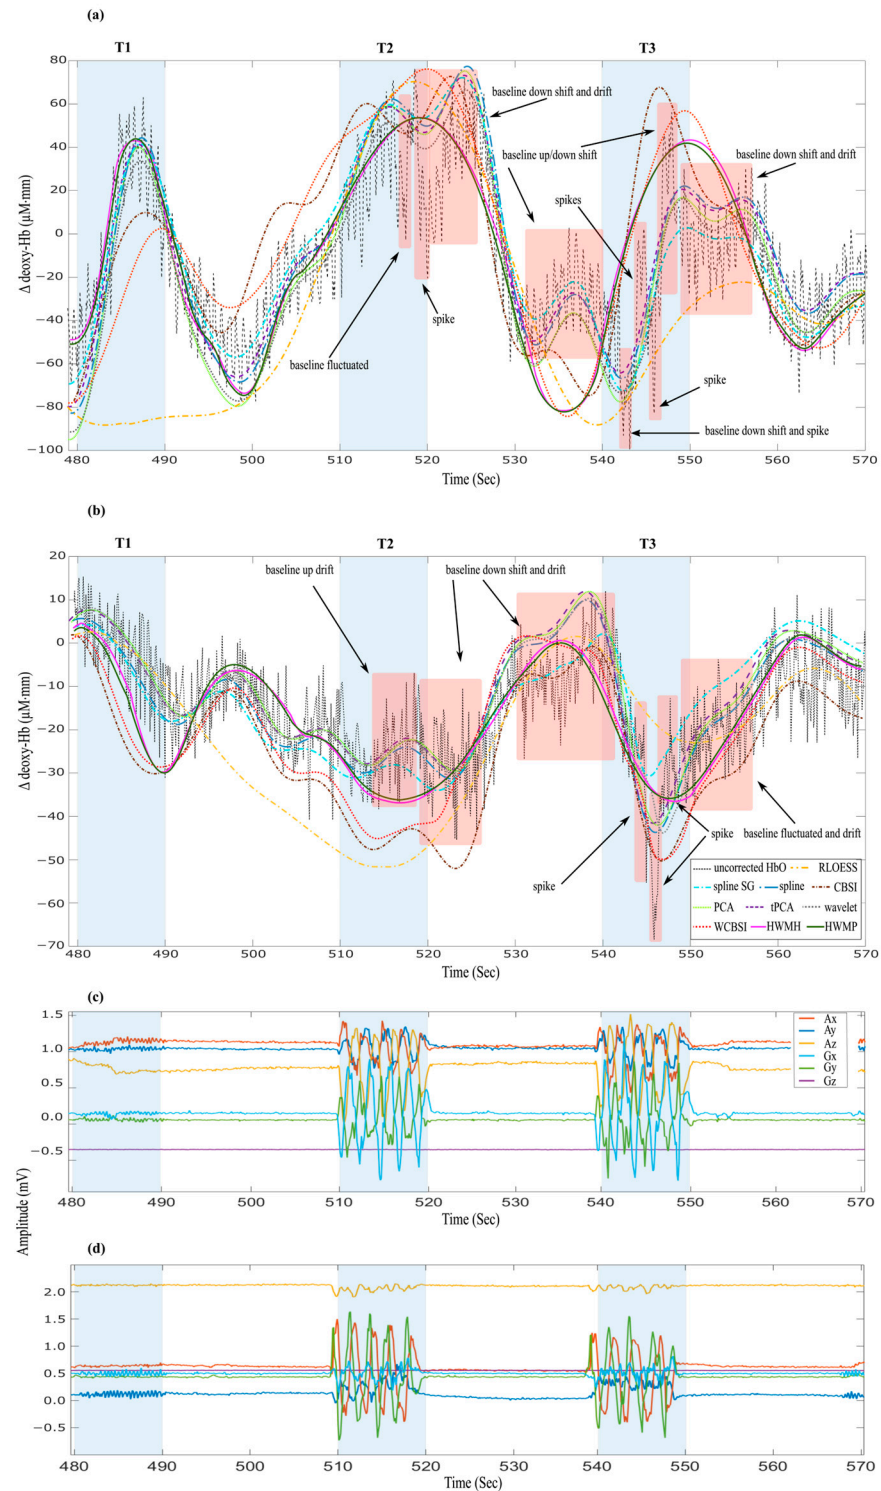 (a)
T1 T2 T3
80
60
40
20
0
−20
−40
−60
−80
−100
Δ deoxy-Hb (μM·mm)
baseline down shift and drift
baseline up/down shift
baseline down shift and drift
spikes
spike
baseline fluctuated
spike
baseline down shift and spike
480 490 500 510 520 530 540 550 560 570
Time (Sec)
(b)
T1 T2 T3
20
10
0
−10
−20
−30
−40
−50
−60
−70
Δ deoxy-Hb (μM·mm)
baseline up drift
baseline down shift and drift
spike
baseline fluctuated and drift
spike
uncorrected HbO RLOESS
spline SG spline CBSI
PCA tPCA wavelet
WCBSI HWMH HWMP
480 490 500 510 520 530 540 550 560 570
Time (Sec)
(c)
1.5
1.0
0.5
0.0
−0.5
Ax
Ay
Az
Gx
Gy
Gz
480 490 500 510 520 530 540 550 560 570
Time (Sec)
Amplitude (mV)
(d)
2.0
1.5
1.0
0.5
0.0
−0.5
480 490 500 510 520 530 540 550 560 570
Time (Sec)